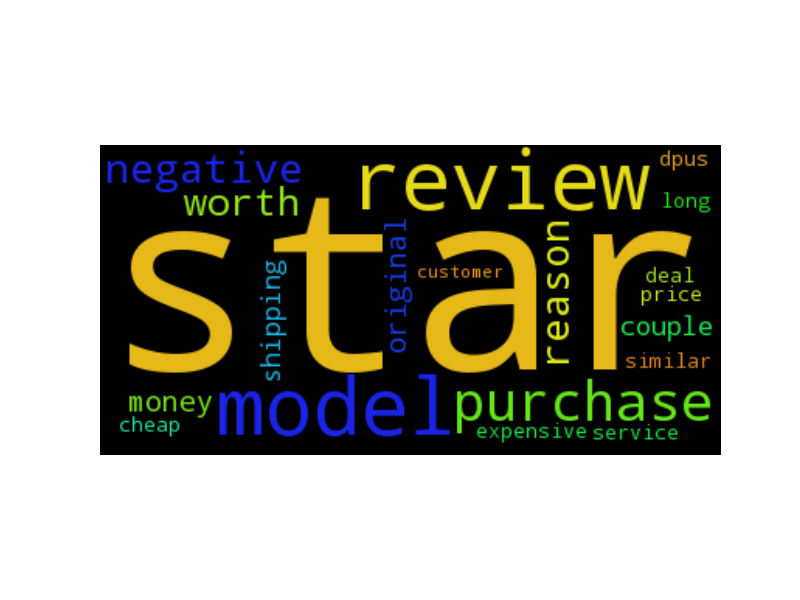 negative
review
dpus
worth
long
star
original
reason
shipping
customer
deal
price
couple
similar
model
purchase
money
cheap
expensive
service